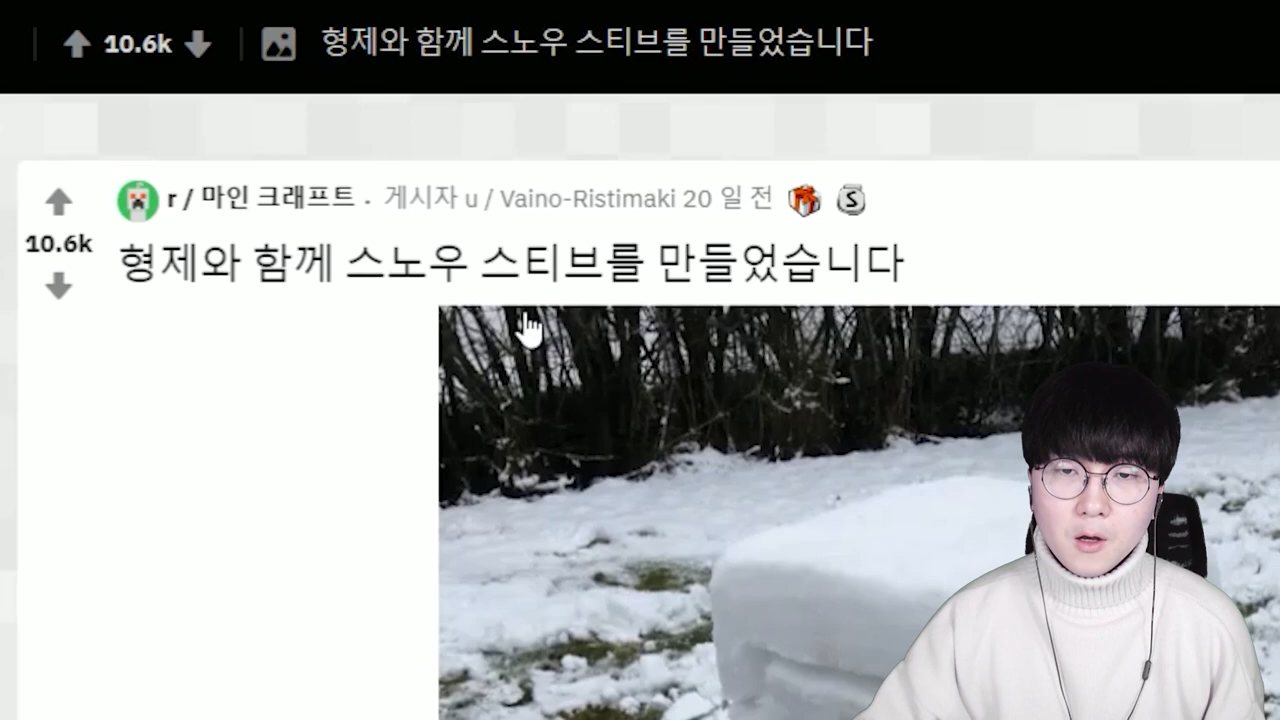 10.6k 형제와 함께 스노우 스티브를 만들었습니다
r / 마인 크래프트 . 게시자 u / Vaino-Ristimaki 20 일 전 S
10.6k
형제와 함께 스노우 스티브를 만들었습니다